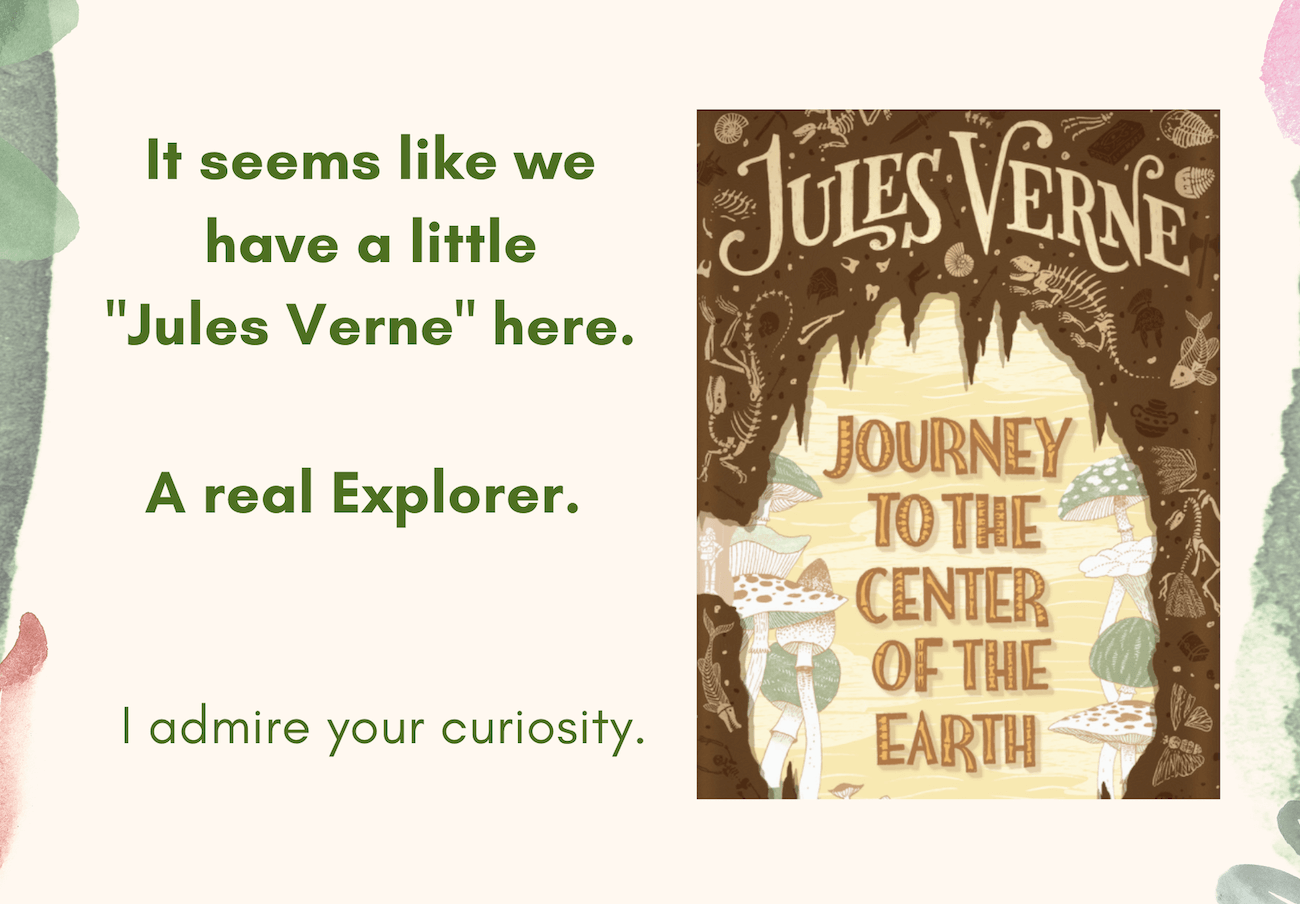 It seems like we
have a little
"Jules Verne" here.
A real Explorer.
I admire your curiosity.
JULES VERNE
JOURNEY
TO THE
CENTER
OF THE
EARTH